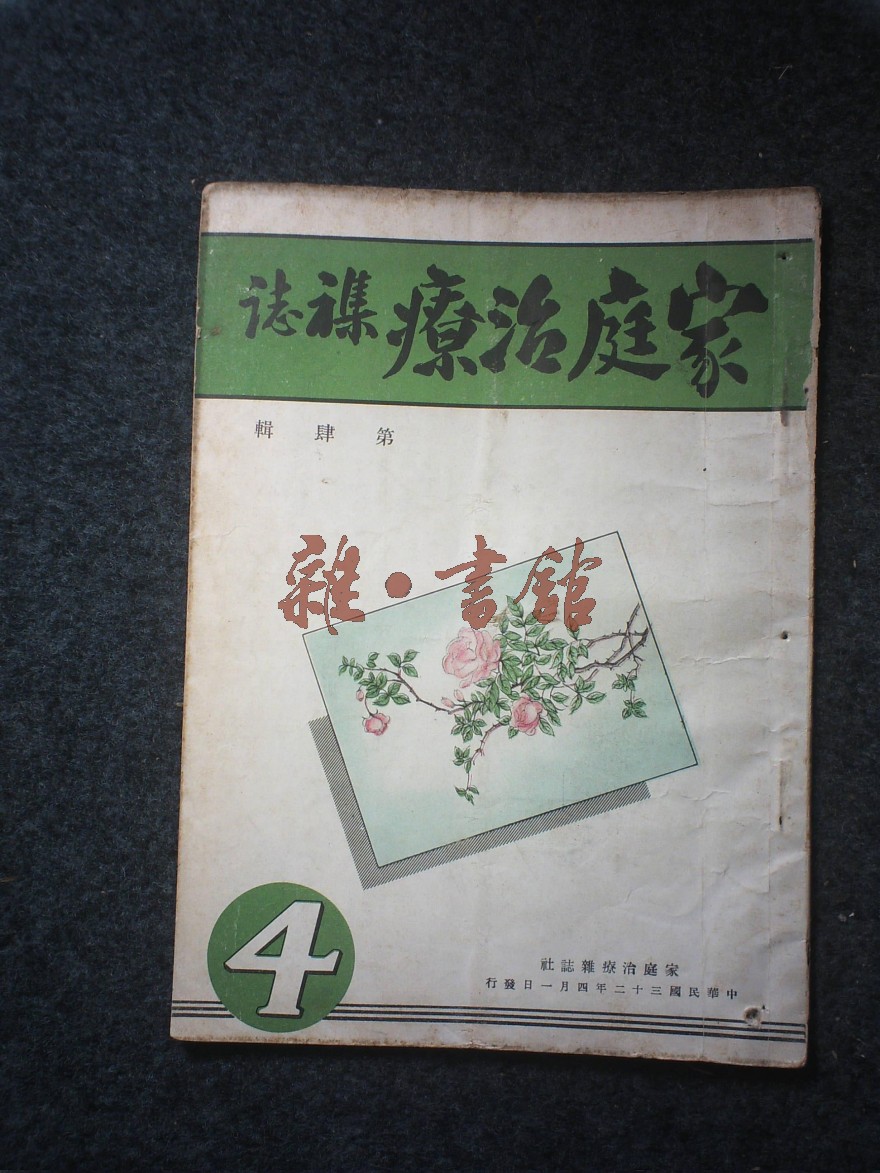 家庭治療襍誌
第肆輯
雜·書館
4
家庭治療雜誌社
中華民國三十二年四月一日發行